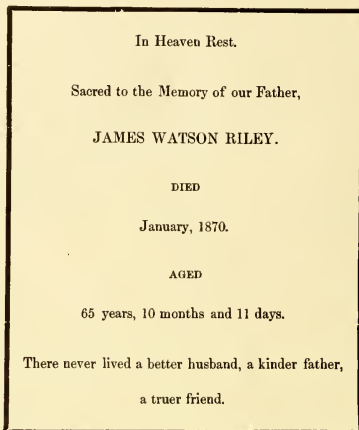 In Heaven Rest.
Sacred to the Memory of our Father,
JAMES WATSON RILEY.
DIED
January, 1870.
AGED
65 years, 10 months and 11 days.
There never lived a better husband, a kinder father,
a truer friend.